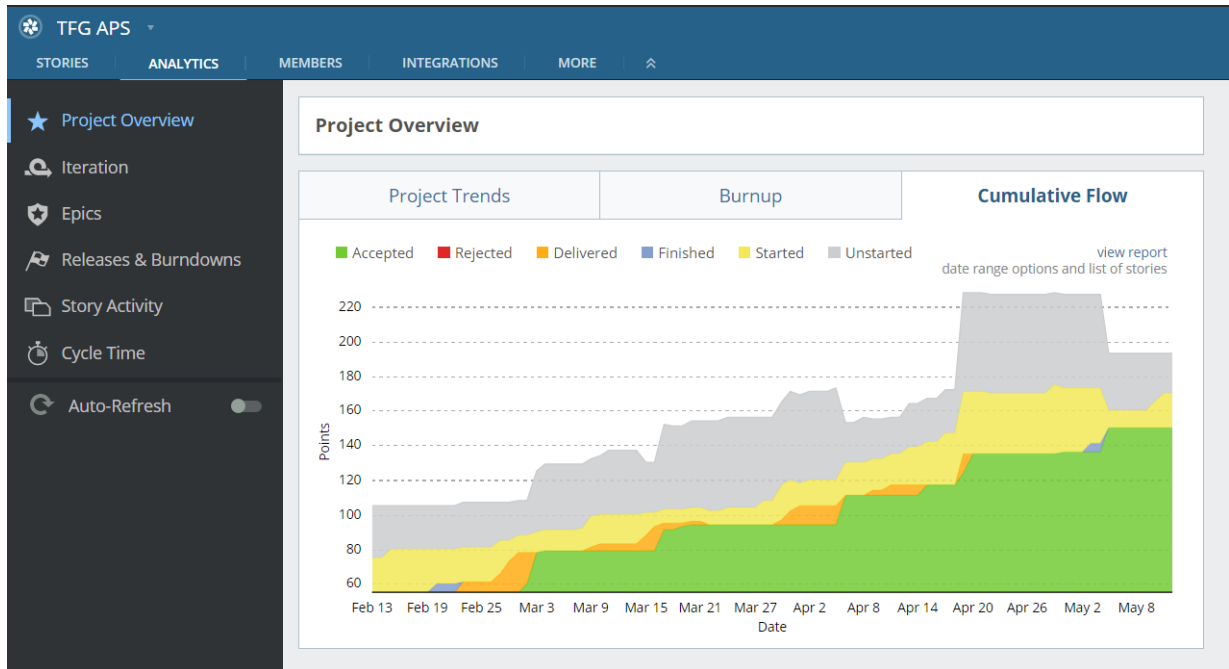 TFG APS
STORIES ANALYTICS MEMBERS INTEGRATIONS MORE
Project Overview
Iteration
Epics
Releases & Burndowns
Story Activity
Cycle Time
Auto-Refresh
Project Overview
Project Trends Burnup Cumulative Flow
Accepted Rejected Delivered Finished Started Unstarted
view report
date range options and list of stories
Points
220
200
180
160
140
120
100
80
60
Feb 13 Feb 19 Feb 25 Mar 3 Mar 9 Mar 15 Mar 21 Mar 27 Apr 2 Apr 8 Apr 14 Apr 20 Apr 26 May 2 May 8
Date